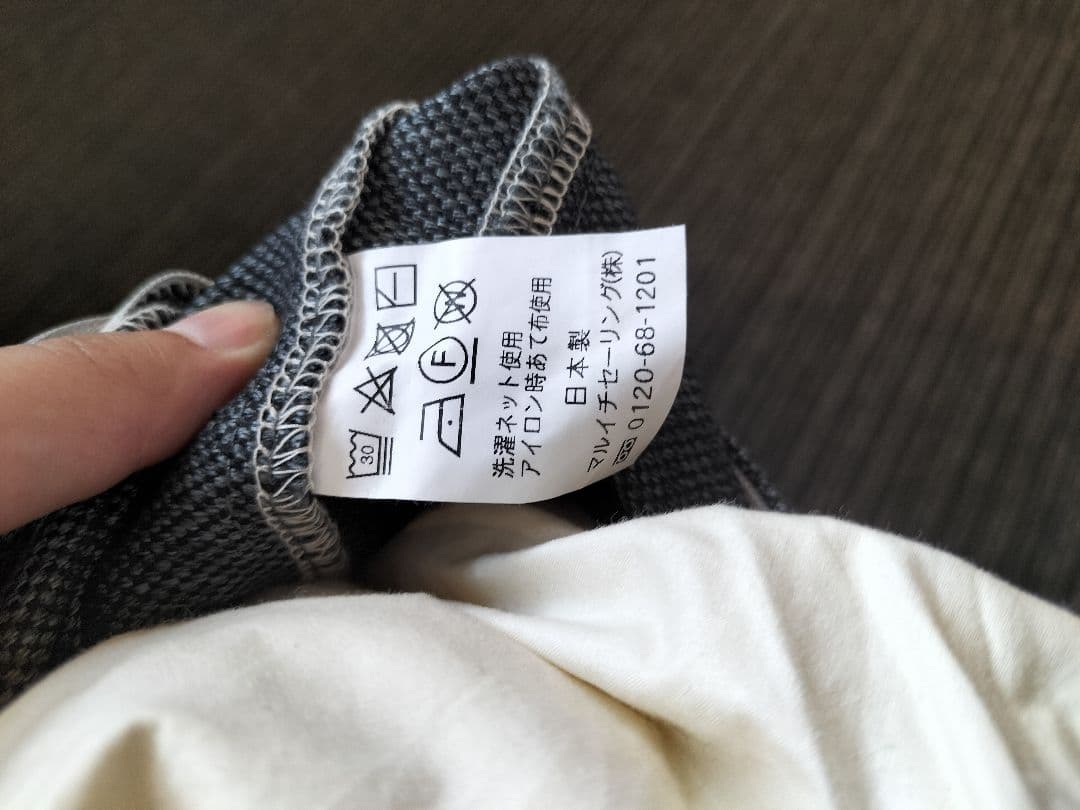 30
F
W
洗濯ネット使用
アイロン時あて布使用
日本製
マルイチセーリング(株)
0120-68-1201